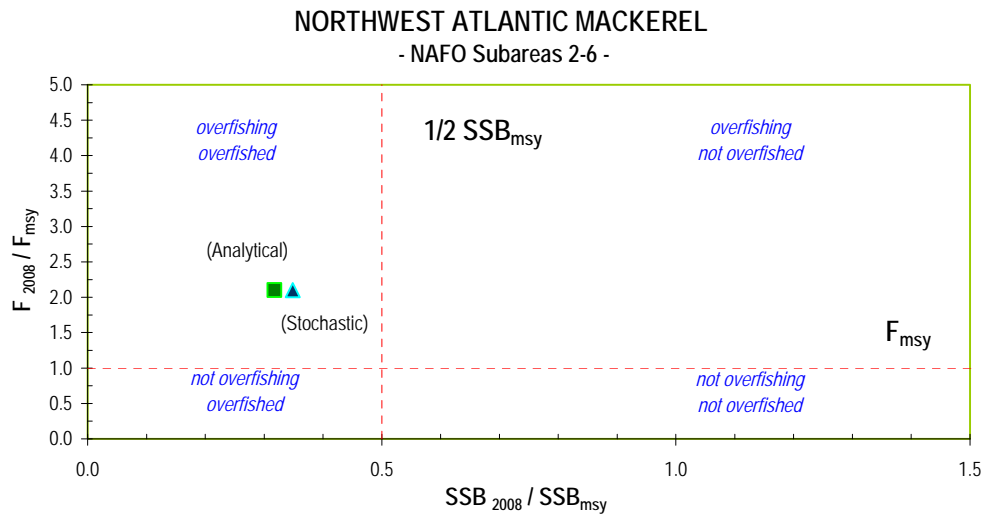 NORTHWEST ATLANTIC MACKEREL
- NAFO Subareas 2-6 -
5.0
4.5
4.0
3.5
3.0
2.5
2.0
1.5
1.0
0.5
0.0
F 2008 / Fmsy
overfishing
overfished
1/2 SSBmsy
overfishing
not overfished
(Analytical)
(Stochastic)
Fmsy
not overfishing
overfished
not overfishing
not overfished
0.0 0.5 1.0 1.5
SSB 2008 / SSBmsy